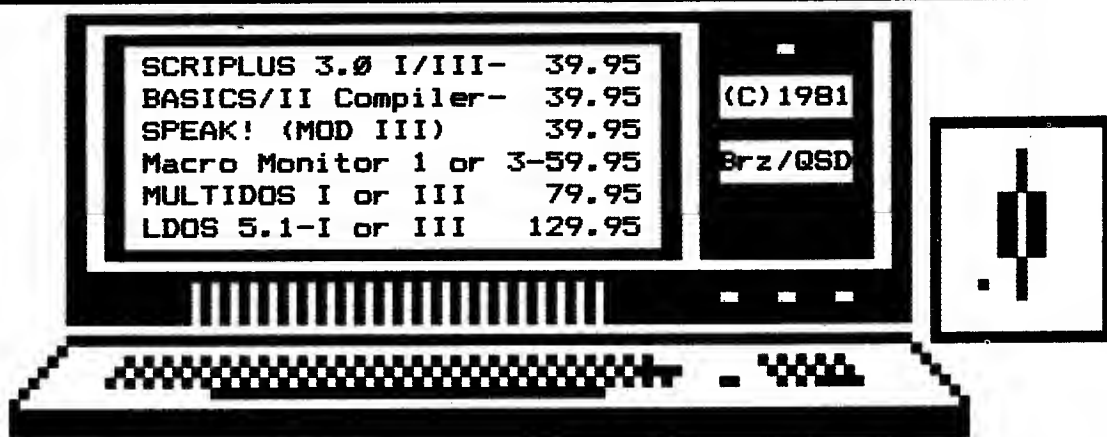 SCRIPLUS 3.Ø I/III- 39.95
BASICS/II Compiler- 39.95
SPEAK! (MOD III) 39.95
Macro Monitor 1 or 3-59.95
MULTIDOS I or III 79.95
LDOS 5.1-I or III 129.95
(C)1981
Brz/QSD